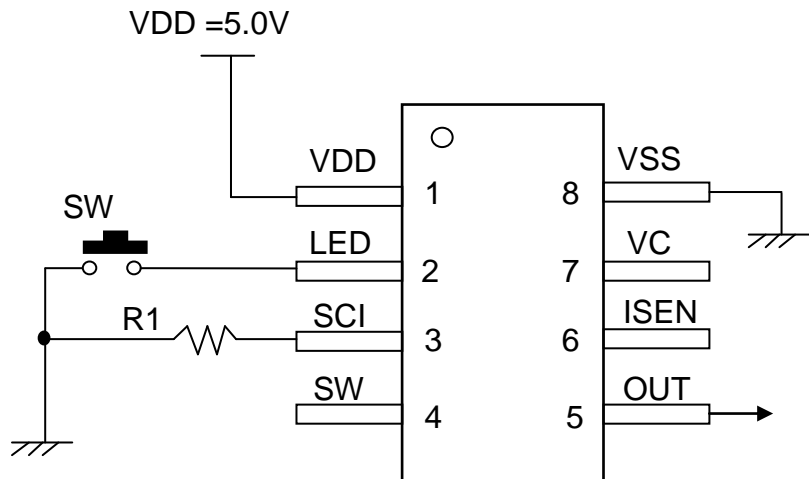 VDD =5.0V
VDD
1
8
VSS
SW
LED
2
7
VC
R1
SCI
3
6
ISEN
SW
4
5
OUT